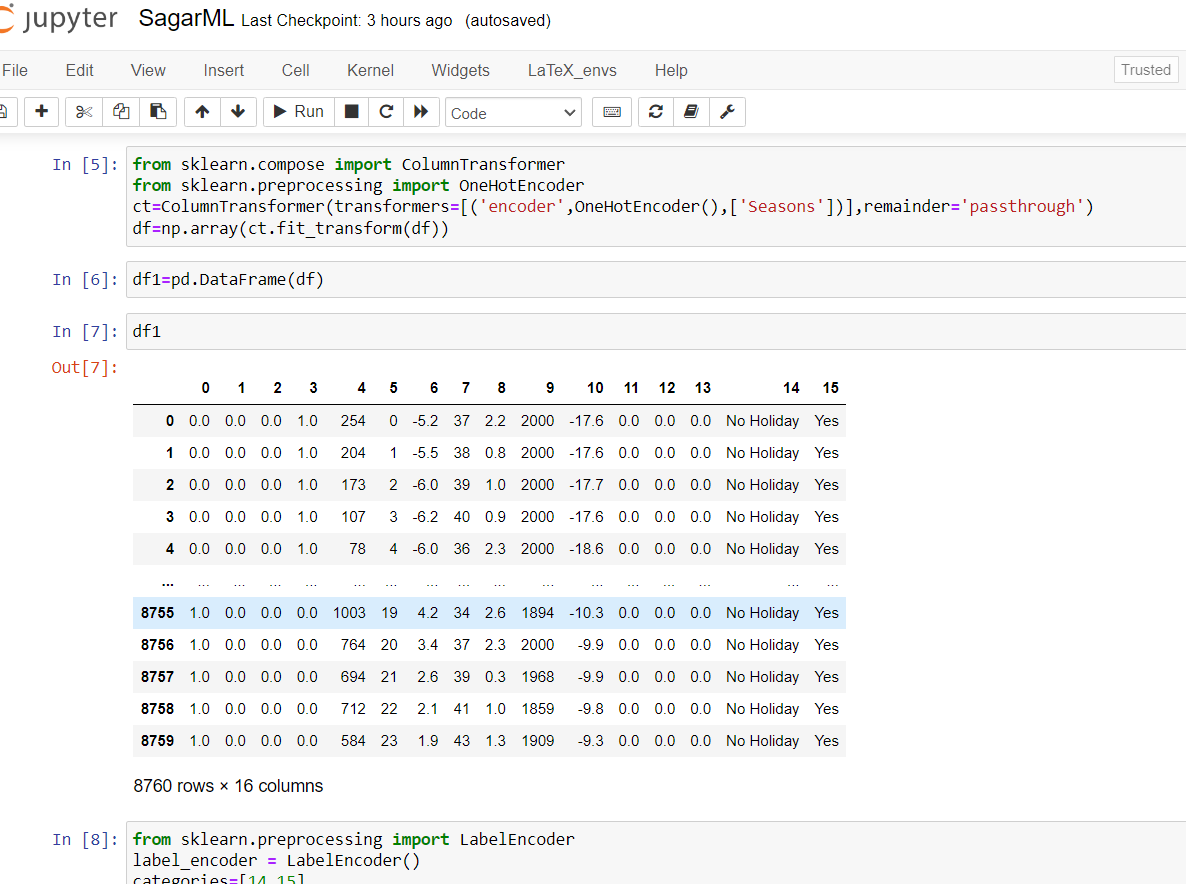 jupyter SagarML Last Checkpoint: 3 hours ago (autosaved)
File Edit View Insert Cell Kernel Widgets LaTeX_envs Help Trusted
Run Code
In [5]: from sklearn.compose import ColumnTransformer
from sklearn.preprocessing import OneHotEncoder
ct=ColumnTransformer(transformers=[('encoder',OneHotEncoder(),['Seasons'])],remainder='passthrough')
df=np.array(ct.fit_transform(df))
In [6]: df1=pd.DataFrame(df)
In [7]: df1
Out[7]:
0 1 2 3 4 5 6 7 8 9 10 11 12 13 14 15
0 0.0 0.0 0.0 1.0 254 0 -5.2 37 2.2 2000 -17.6 0.0 0.0 0.0 No Holiday Yes
1 0.0 0.0 0.0 1.0 204 1 -5.5 38 0.8 2000 -17.6 0.0 0.0 0.0 No Holiday Yes
2 0.0 0.0 0.0 1.0 173 2 -6.0 39 1.0 2000 -17.7 0.0 0.0 0.0 No Holiday Yes
3 0.0 0.0 0.0 1.0 107 3 -6.2 40 0.9 2000 -17.6 0.0 0.0 0.0 No Holiday Yes
4 0.0 0.0 0.0 1.0 78 4 -6.0 36 2.3 2000 -18.6 0.0 0.0 0.0 No Holiday Yes
... ... ... ... ... ... ... ... ... ... ... ... ... ... ... ... ...
8755 1.0 0.0 0.0 0.0 1003 19 4.2 34 2.6 1894 -10.3 0.0 0.0 0.0 No Holiday Yes
8756 1.0 0.0 0.0 0.0 764 20 3.4 37 2.3 2000 -9.9 0.0 0.0 0.0 No Holiday Yes
8757 1.0 0.0 0.0 0.0 694 21 2.6 39 0.3 1968 -9.9 0.0 0.0 0.0 No Holiday Yes
8758 1.0 0.0 0.0 0.0 712 22 2.1 41 1.0 1859 -9.8 0.0 0.0 0.0 No Holiday Yes
8759 1.0 0.0 0.0 0.0 584 23 1.9 43 1.3 1909 -9.3 0.0 0.0 0.0 No Holiday Yes
8760 rows × 16 columns
In [8]: from sklearn.preprocessing import LabelEncoder
label_encoder = LabelEncoder()
categories=[14,15]